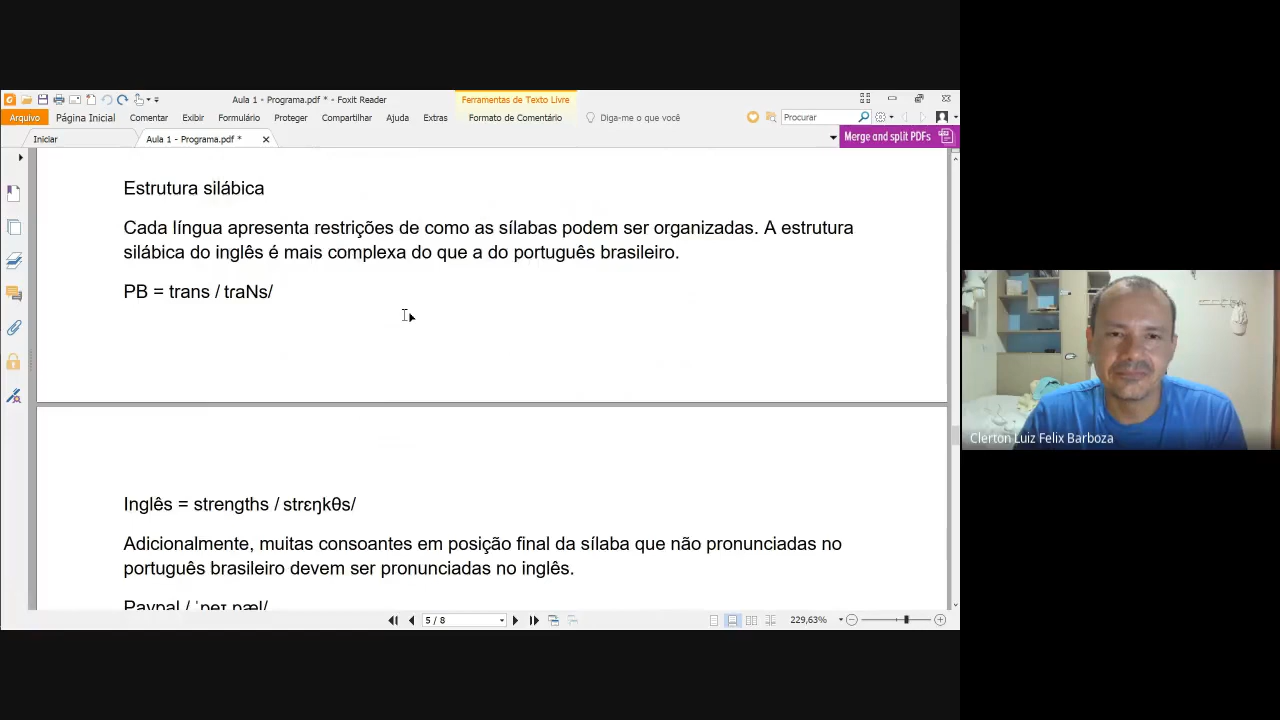 Aula 1 - Programa.pdf * - Foxit Reader
Ferramentas de Texto Livre
Arquivo Página Inicial Comentar Exibir Formulário Proteger Compartilhar Ajuda Extras Formato de Comentário Diga-me o que você Procurar
Iniciar Aula 1 - Programa.pdf * Merge and split PDFs
Estrutura silábica
Cada língua apresenta restrições de como as sílabas podem ser organizadas. A estrutura
silábica do inglês é mais complexa do que a do português brasileiro.
PB = trans / traNs/
Inglês = strengths / strɛŋkθs/
Adicionalmente, muitas consoantes em posição final da sílaba que não pronunciadas no
português brasileiro devem ser pronunciadas no inglês.
Paypal / ˈpeɪ pæl/
5 / 8 229,63%
Clerton Luiz Felix Barboza